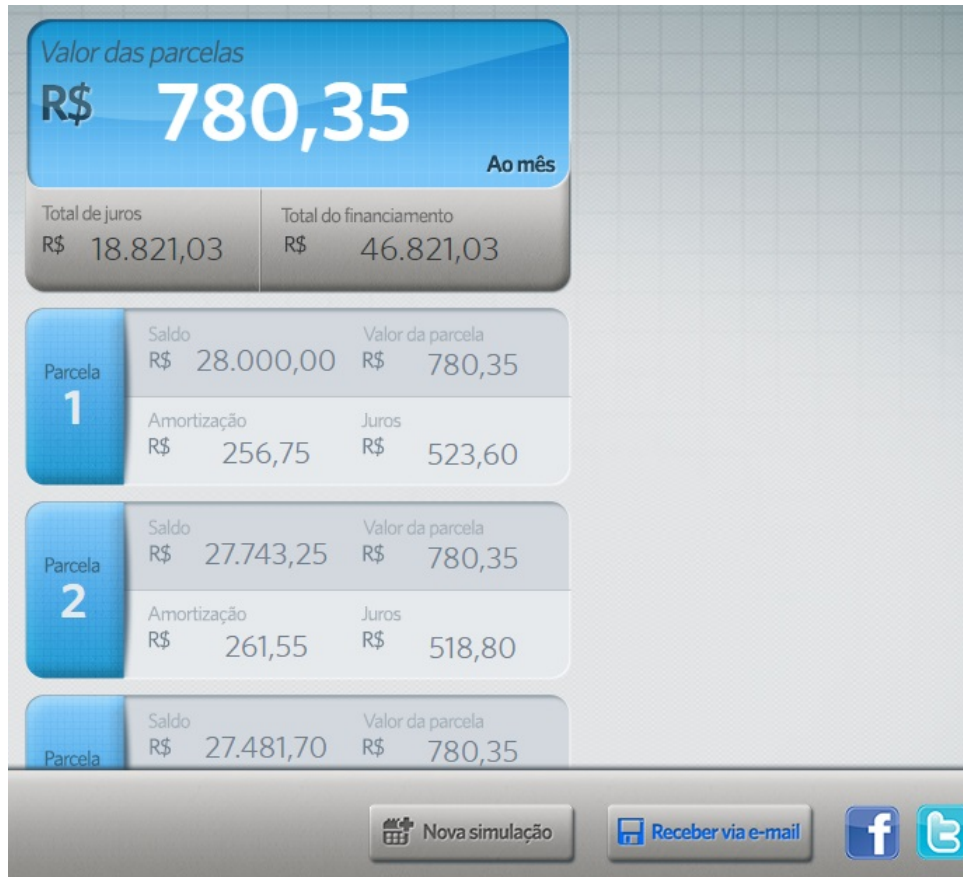 Valor das parcelas
R$ 780,35
Ao mês
Total de juros Total do financiamento
R$ 18.821,03 R$ 46.821,03
Parcela
1
Saldo Valor da parcela
R$ 28.000,00 R$ 780,35
Amortização Juros
R$ 256,75 R$ 523,60
Parcela
2
Saldo Valor da parcela
R$ 27.743,25 R$ 780,35
Amortização Juros
R$ 261,55 R$ 518,80
Parcela
Saldo Valor da parcela
R$ 27.481,70 R$ 780,35
Nova simulação Receber via e-mail